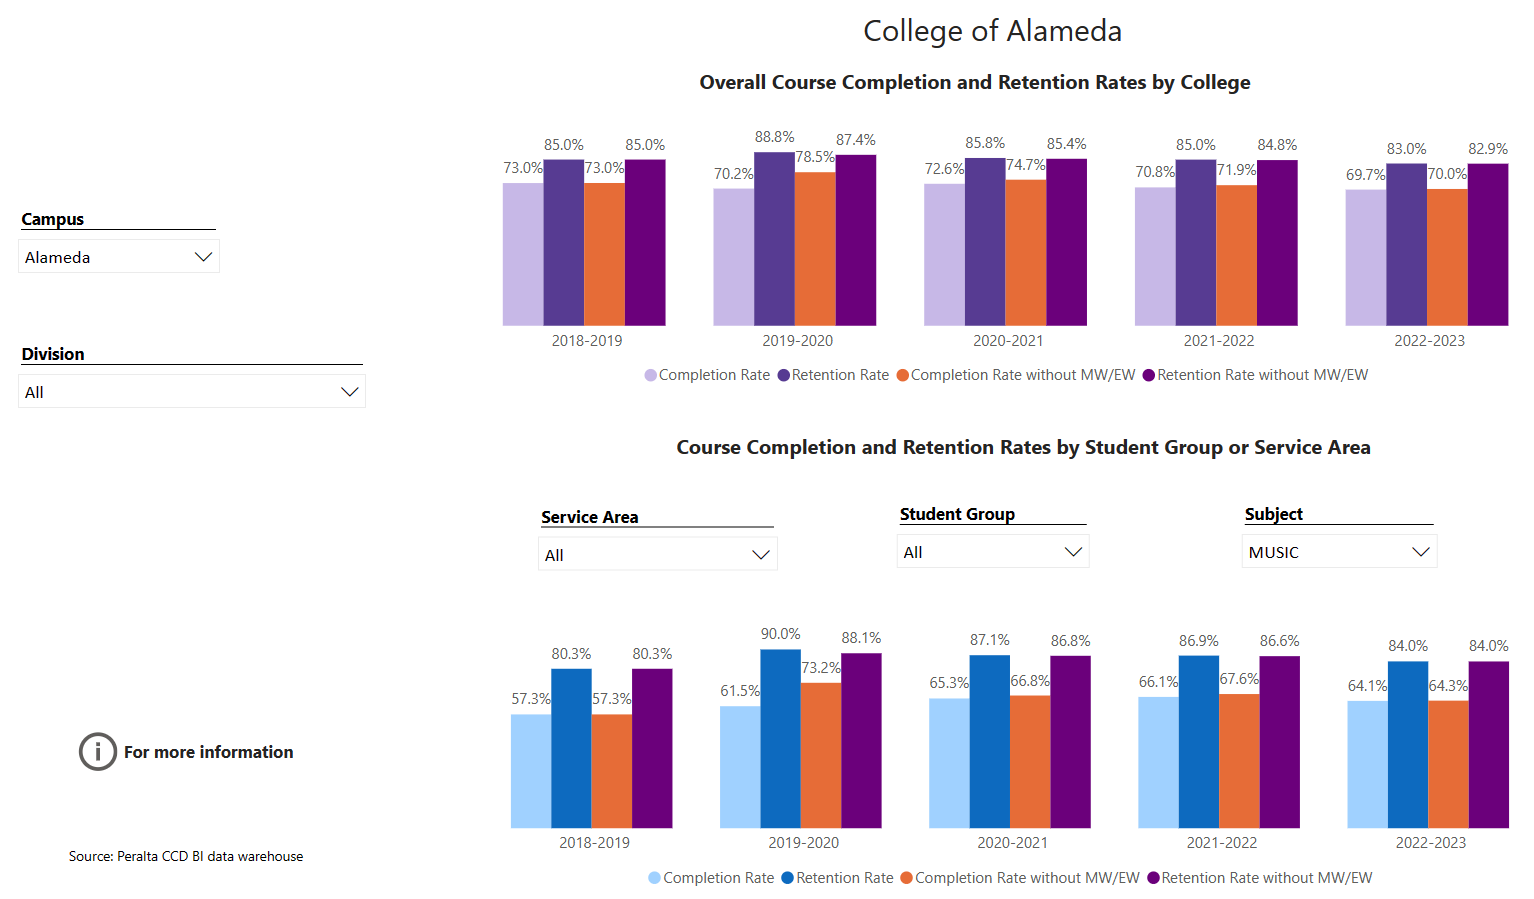 College of Alameda
Overall Course Completion and Retention Rates by College
Campus
Alameda
Division
All
73.0% 85.0% 73.0% 85.0%
70.2% 88.8% 78.5% 87.4%
72.6% 85.8% 74.7% 85.4%
70.8% 85.0% 71.9% 84.8%
69.7% 83.0% 70.0% 82.9%
2018-2019 2019-2020 2020-2021 2021-2022 2022-2023
Completion Rate Retention Rate Completion Rate without MW/EW Retention Rate without MW/EW
Course Completion and Retention Rates by Student Group or Service Area
Service Area
All
Student Group
All
Subject
MUSIC
57.3% 80.3% 57.3% 80.3%
61.5% 90.0% 73.2% 88.1%
65.3% 87.1% 66.8% 86.8%
66.1% 86.9% 67.6% 86.6%
64.1% 84.0% 64.3% 84.0%
2018-2019 2019-2020 2020-2021 2021-2022 2022-2023
Completion Rate Retention Rate Completion Rate without MW/EW Retention Rate without MW/EW
For more information
Source: Peralta CCD BI data warehouse